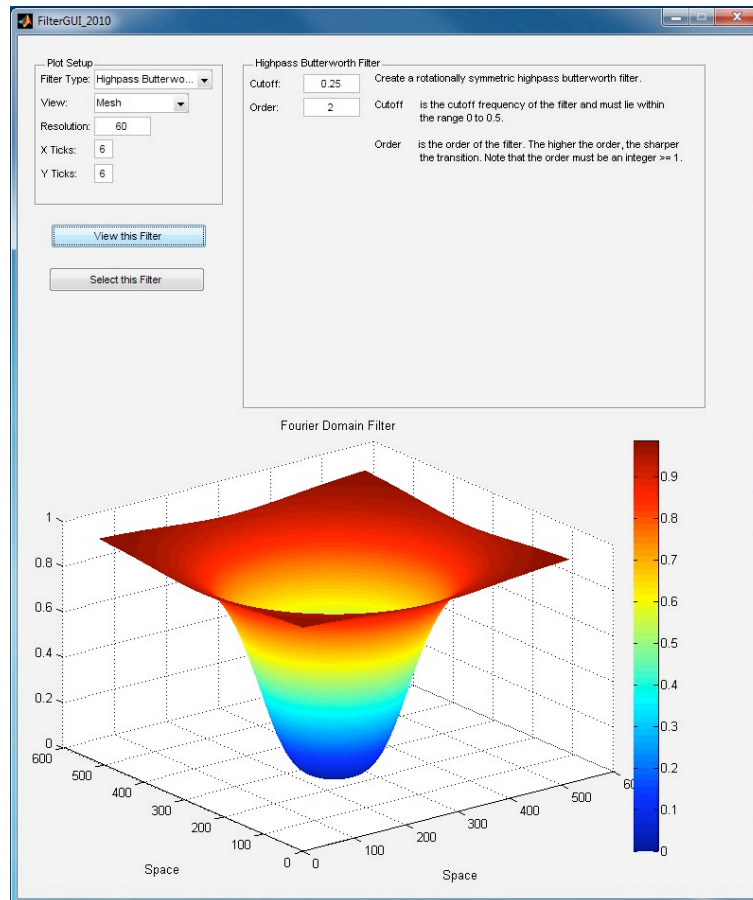 FilterGUI_2010
Plot Setup
Filter Type: Highpass Butterwo...
View: Mesh
Resolution: 60
X Ticks: 6
Y Ticks: 6
View this Filter
Select this Filter
Highpass Butterworth Filter
Cutoff: 0.25
Order: 2
Create a rotationally symmetric highpass butterworth filter.
Cutoff is the cutoff frequency of the filter and must lie within
the range 0 to 0.5.
Order is the order of the filter. The higher the order, the sharper
the transition. Note that the order must be an integer >= 1.
Fourier Domain Filter
1
0.8
0.6
0.4
0.2
0
600
500
400
300
200
100
0
Space
0
100
200
300
400
500
Space
0.9
0.8
0.7
0.6
0.5
0.4
0.3
0.2
0.1
0